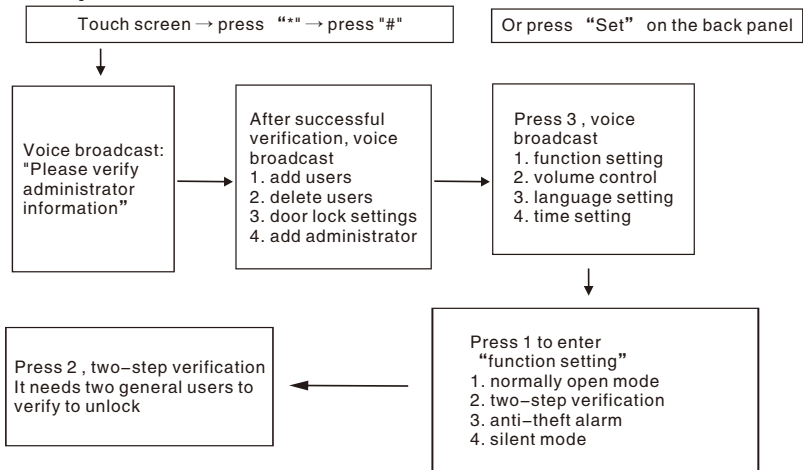 Touch screen → press “*" → press "#"
Or press “Set” on the back panel
Voice broadcast:
"Please verify
administrator
information”
After successful
verification, voice
broadcast
1. add users
2. delete users
3. door lock settings
4. add administrator
Press 3 , voice
broadcast
1. function setting
2. volume control
3. language setting
4. time setting
Press 1 to enter
“function setting”
1. normally open mode
2. two-step verification
3. anti-theft alarm
4. silent mode
Press 2 , two-step verification
It needs two general users to
verify to unlock